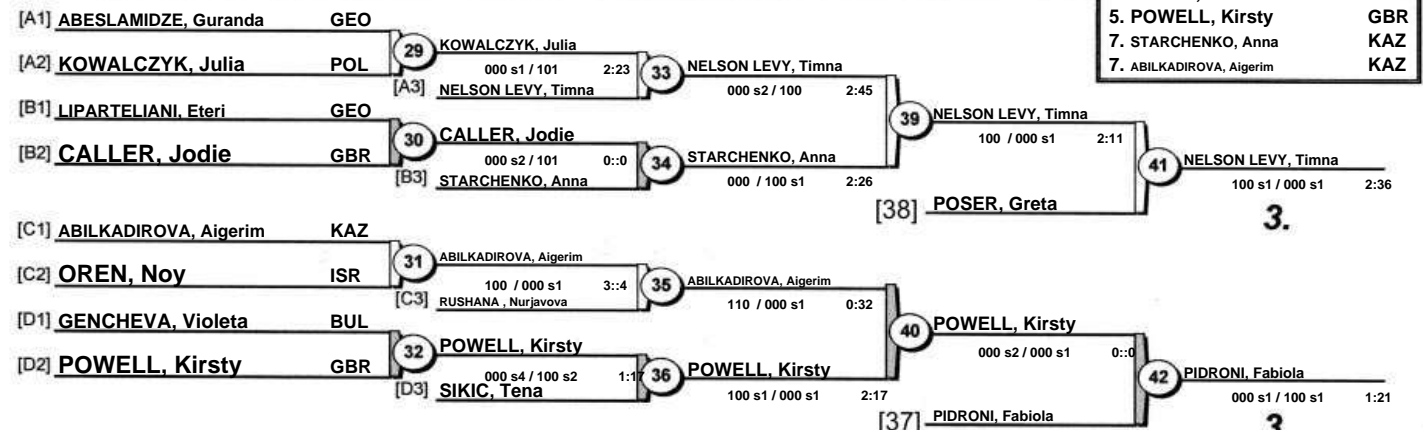 5. POWELL, Kirsty GBR
7. STARCHENKO, Anna KAZ
7. ABILKADIROVA, Aigerim KAZ
[A1] ABESLAMIDZE, Guranda GEO
[A2] KOWALCZYK, Julia POL
29 KOWALCZYK, Julia
000 s1 / 101 2:23
[A3] NELSON LEVY, Timna
33 NELSON LEVY, Timna
000 s2 / 100 2:45
[B1] LIPARTELIANI, Eteri GEO
[B2] CALLER, Jodie GBR
30 CALLER, Jodie
000 s2 / 101 0::0
[B3] STARCHENKO, Anna
34 STARCHENKO, Anna
000 / 100 s1 2:26
39 NELSON LEVY, Timna
100 / 000 s1 2:11
[38] POSER, Greta
41 NELSON LEVY, Timna
100 s1 / 000 s1 2:36
3.
[C1] ABILKADIROVA, Aigerim KAZ
[C2] OREN, Noy ISR
31 ABILKADIROVA, Aigerim
100 / 000 s1 3::4
[C3] RUSHANA , Nurjavova
35 ABILKADIROVA, Aigerim
110 / 000 s1 0:32
[D1] GENCHEVA, Violeta BUL
[D2] POWELL, Kirsty GBR
32 POWELL, Kirsty
000 s4 / 100 s2 1:17
[D3] SIKIC, Tena
36 POWELL, Kirsty
100 s1 / 000 s1 2:17
40 POWELL, Kirsty
000 s2 / 000 s1 0::0
[37] PIDRONI, Fabiola
42 PIDRONI, Fabiola
000 s1 / 100 s1 1:21
3